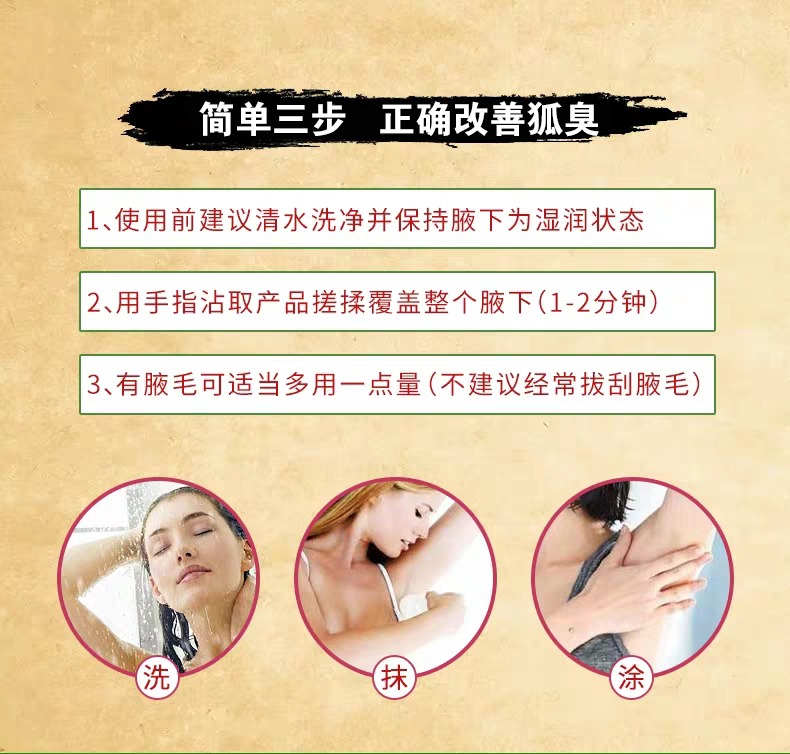 简单三步 正确改善狐臭
1、使用前建议清水洗净并保持腋下为湿润状态
2、用手指沾取产品搓揉覆盖整个腋下(1-2分钟)
3、有腋毛可适当多用一点量(不建议经常拔刮腋毛)
洗
抹
涂